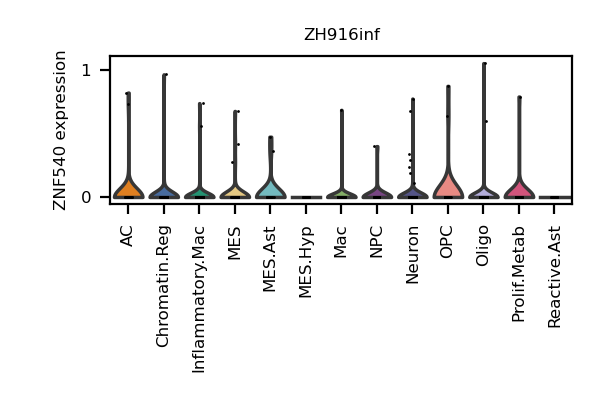 ZH916inf
ZNF540 expression
1
0
AC
Chromatin.Reg
Inflammatory.Mac
MES
MES.Ast
MES.Hyp
Mac
NPC
Neuron
OPC
Oligo
Prolif.Metab
Reactive.Ast